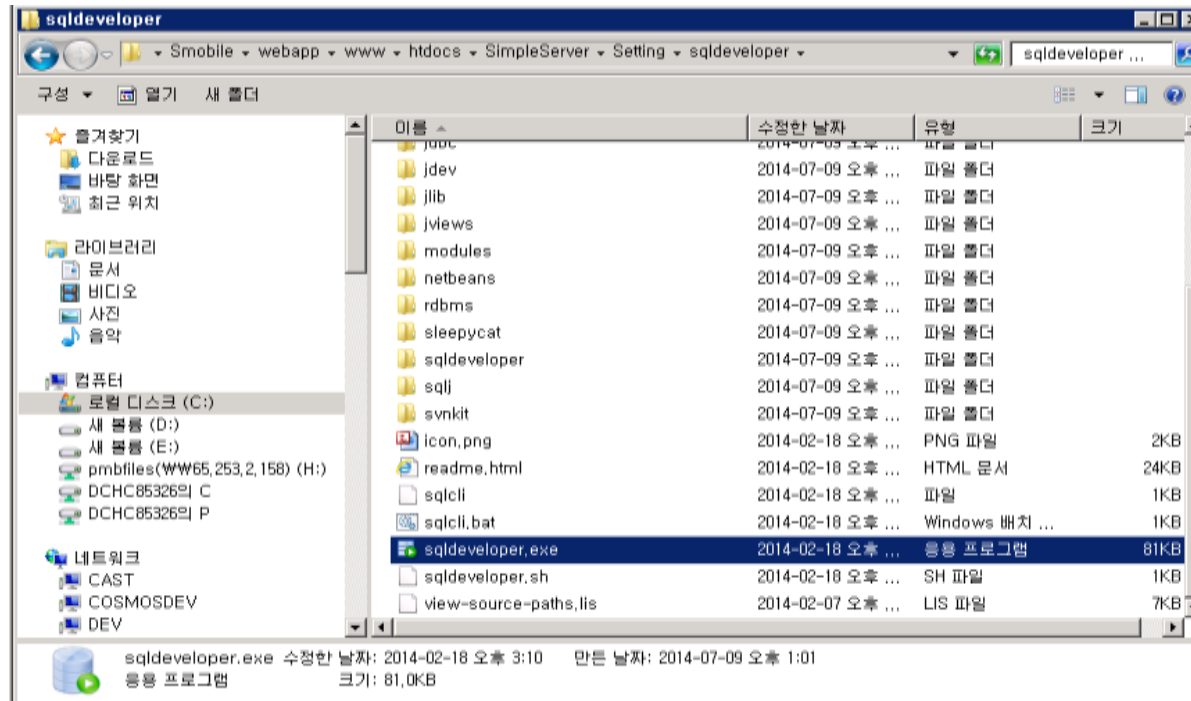 sqldeveloper
Smobile webapp www htdocs SimpleServer Setting sqldeveloper
sqldeveloper ...
구성 열기 새 폴더
즐겨찾기
다운로드
바탕 화면
최근 위치
라이브러리
문서
비디오
사진
음악
컴퓨터
로컬 디스크 (C:)
새 볼륨 (D:)
새 볼륨 (E:)
pmbfiles(₩₩65,253,2,158) (H:)
DCHC85326의 C
DCHC85326의 P
네트워크
CAST
COSMOSDEV
DEV
이름 수정한 날짜 유형 크기
jdbc 2014-07-09 오후 ... 파일 폴더
jdev 2014-07-09 오후 ... 파일 폴더
jlib 2014-07-09 오후 ... 파일 폴더
jviews 2014-07-09 오후 ... 파일 폴더
modules 2014-07-09 오후 ... 파일 폴더
netbeans 2014-07-09 오후 ... 파일 폴더
rdbms 2014-07-09 오후 ... 파일 폴더
sleepycat 2014-07-09 오후 ... 파일 폴더
sqldeveloper 2014-07-09 오후 ... 파일 폴더
sqlj 2014-07-09 오후 ... 파일 폴더
svnkit 2014-07-09 오후 ... 파일 폴더
icon,png 2014-02-18 오후 ... PNG 파일 2KB
readme,html 2014-02-18 오후 ... HTML 문서 24KB
sqlcli 2014-02-18 오후 ... 파일 1KB
sqlcli,bat 2014-02-18 오후 ... Windows 배치 ... 1KB
sqldeveloper,exe 2014-02-18 오후 ... 응용 프로그램 81KB
sqldeveloper,sh 2014-02-18 오후 ... SH 파일 1KB
view-source-paths,lis 2014-02-07 오후 ... LIS 파일 7KB
sqldeveloper.exe 수정한 날짜: 2014-02-18 오후 3:10 만든 날짜: 2014-07-09 오후 1:01
응용 프로그램 크기: 81,0KB